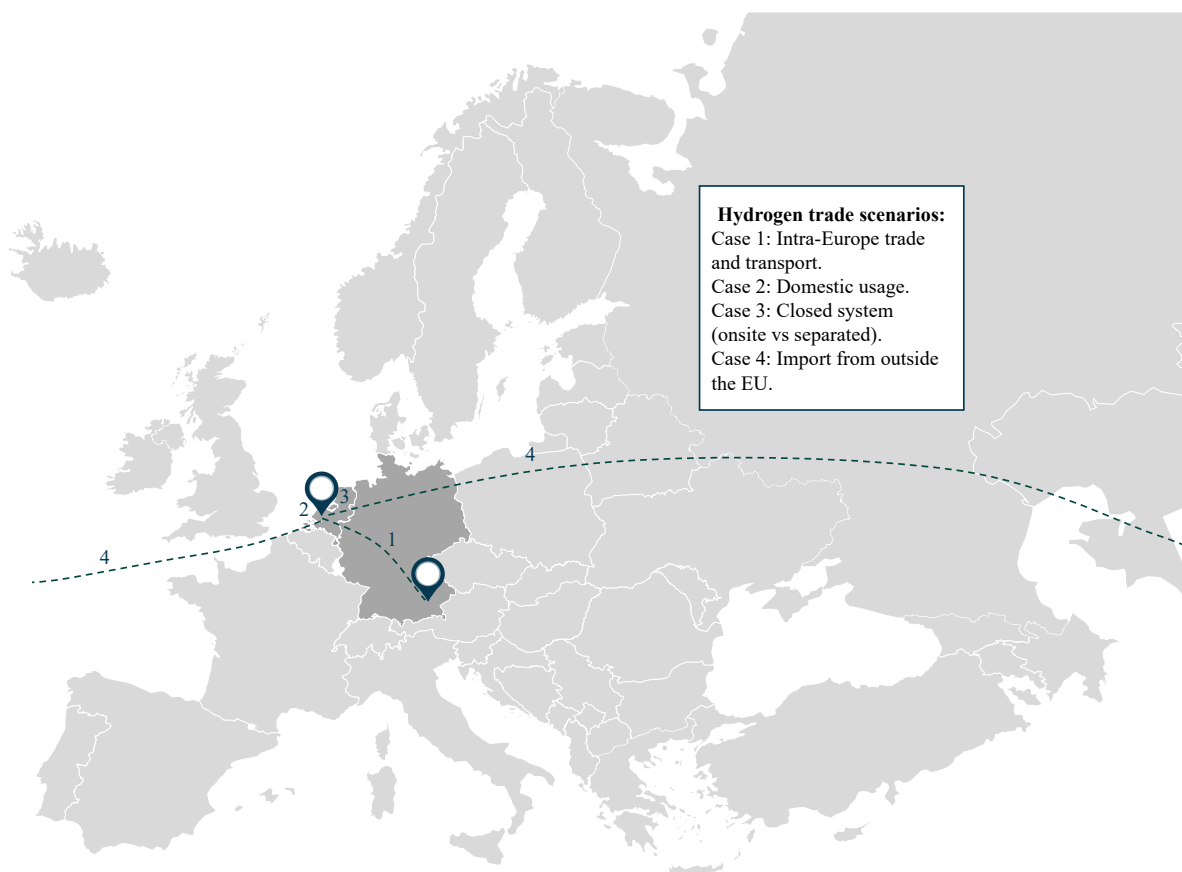 Hydrogen trade scenarios:
Case 1: Intra-Europe trade
and transport.
Case 2: Domestic usage.
Case 3: Closed system
(onsite vs separated).
Case 4: Import from outside
the EU.
4
3
2
1
4